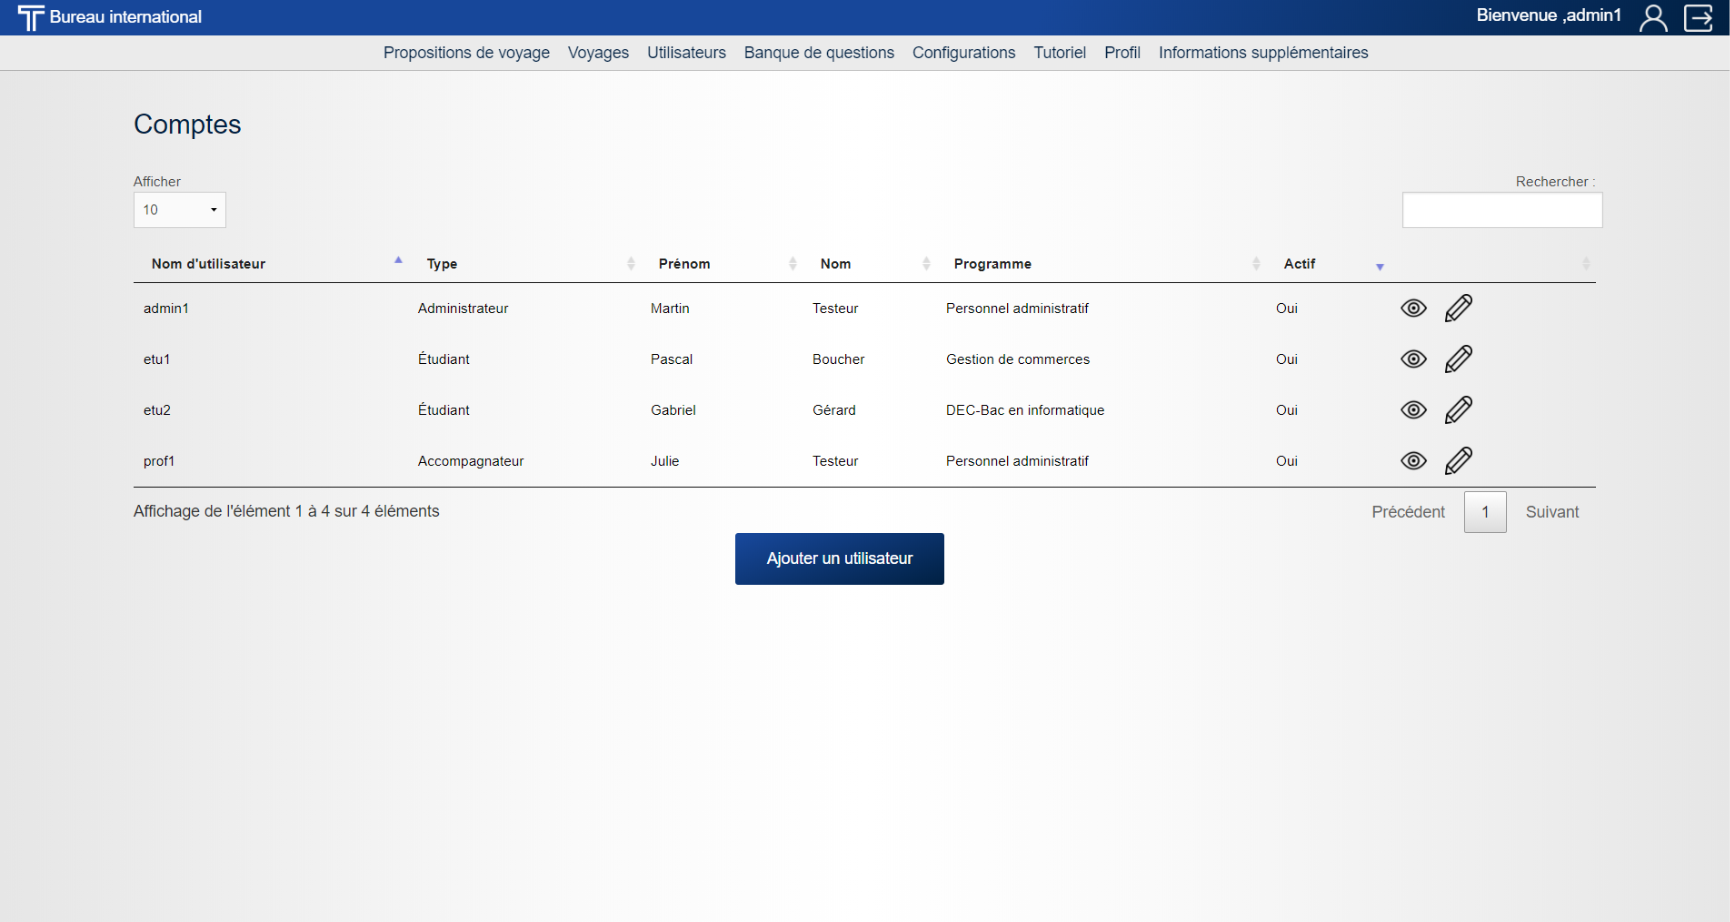 Bureau international
Bienvenue ,admin1
Propositions de voyage Voyages Utilisateurs Banque de questions Configurations Tutoriel Profil Informations supplémentaires
Comptes
Afficher
Rechercher :
10
Nom d'utilisateur Type Prénom Nom Programme Actif
admin1 Administrateur Martin Testeur Personnel administratif Oui
etu1 Étudiant Pascal Boucher Gestion de commerces Oui
etu2 Étudiant Gabriel Gérard DEC-Bac en informatique Oui
prof1 Accompagnateur Julie Testeur Personnel administratif Oui
Affichage de l'élément 1 à 4 sur 4 éléments
Précédent 1 Suivant
Ajouter un utilisateur